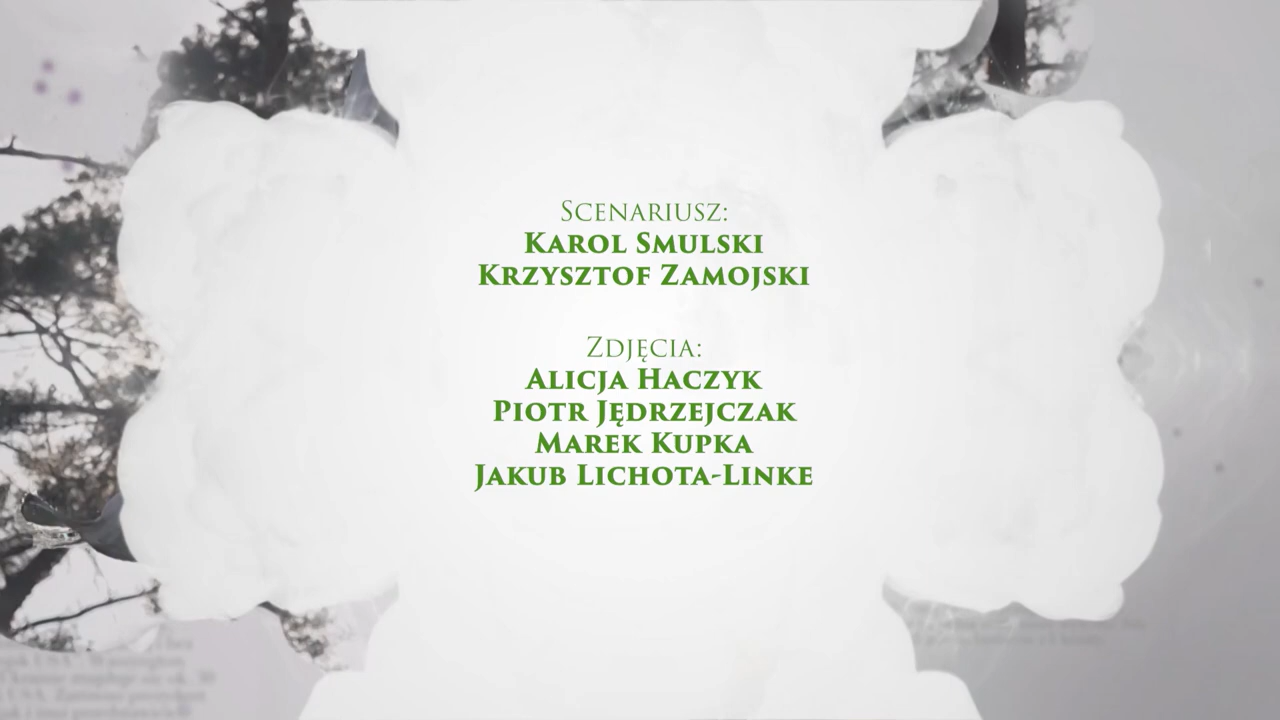 Scenariusz:
Karol Smulski
Krzysztof Zamojski
Zdjęcia:
Alicja Haczyk
Piotr Jędrzejczak
Marek Kupka
Jakub Lichota-Linke